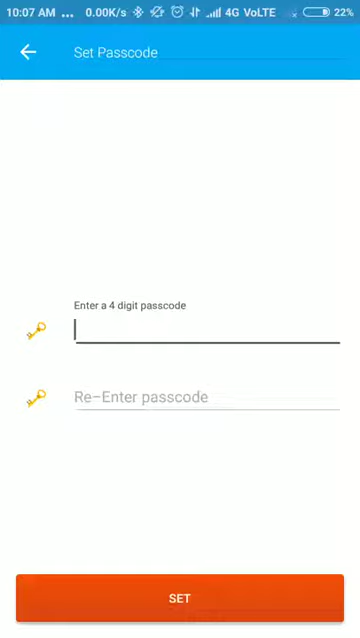 10:07 AM ... 0.00K/s 4G VoLTE 22%
Set Passcode
Enter a 4 digit passcode
Re-Enter passcode
SET